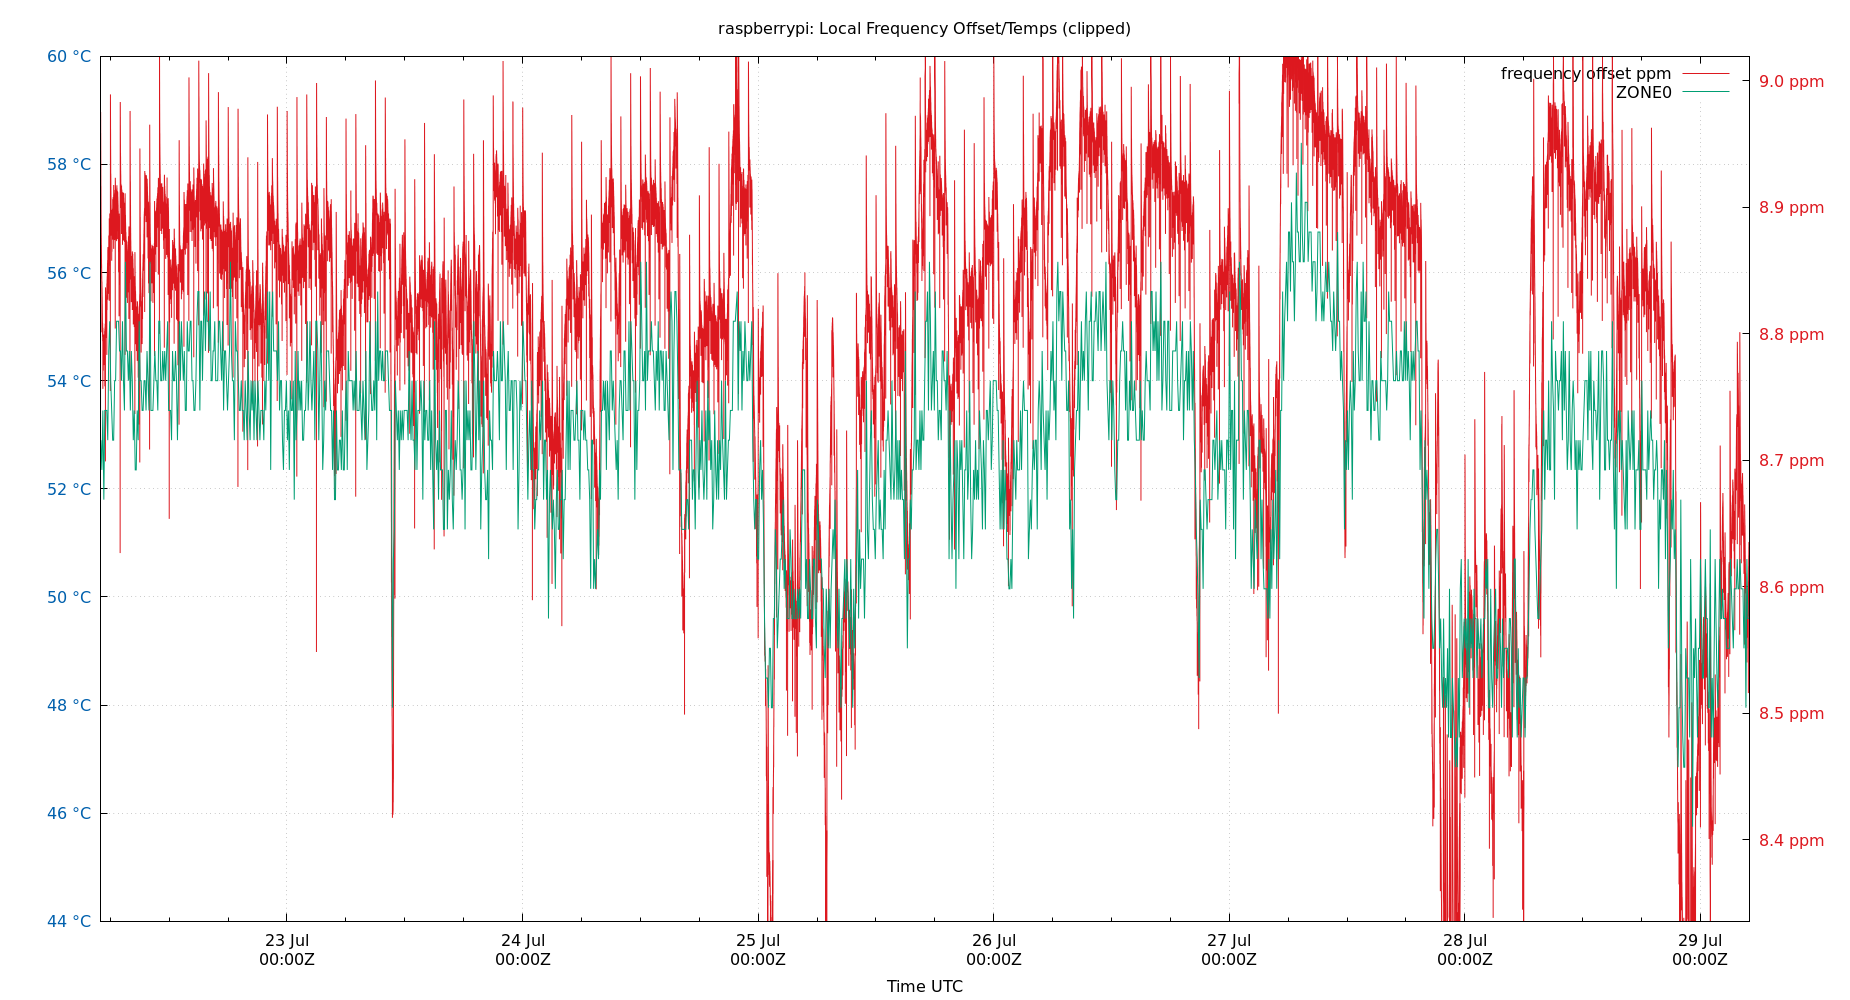 raspberrypi: Local Frequency Offset/Temps (clipped)
60 °C
58 °C
56 °C
54 °C
52 °C
50 °C
48 °C
46 °C
44 °C
frequency offset ppm
ZONE0
9.0 ppm
8.9 ppm
8.8 ppm
8.7 ppm
8.6 ppm
8.5 ppm
8.4 ppm
23 Jul
00:00Z
24 Jul
00:00Z
25 Jul
00:00Z
26 Jul
00:00Z
27 Jul
00:00Z
28 Jul
00:00Z
29 Jul
00:00Z
Time UTC